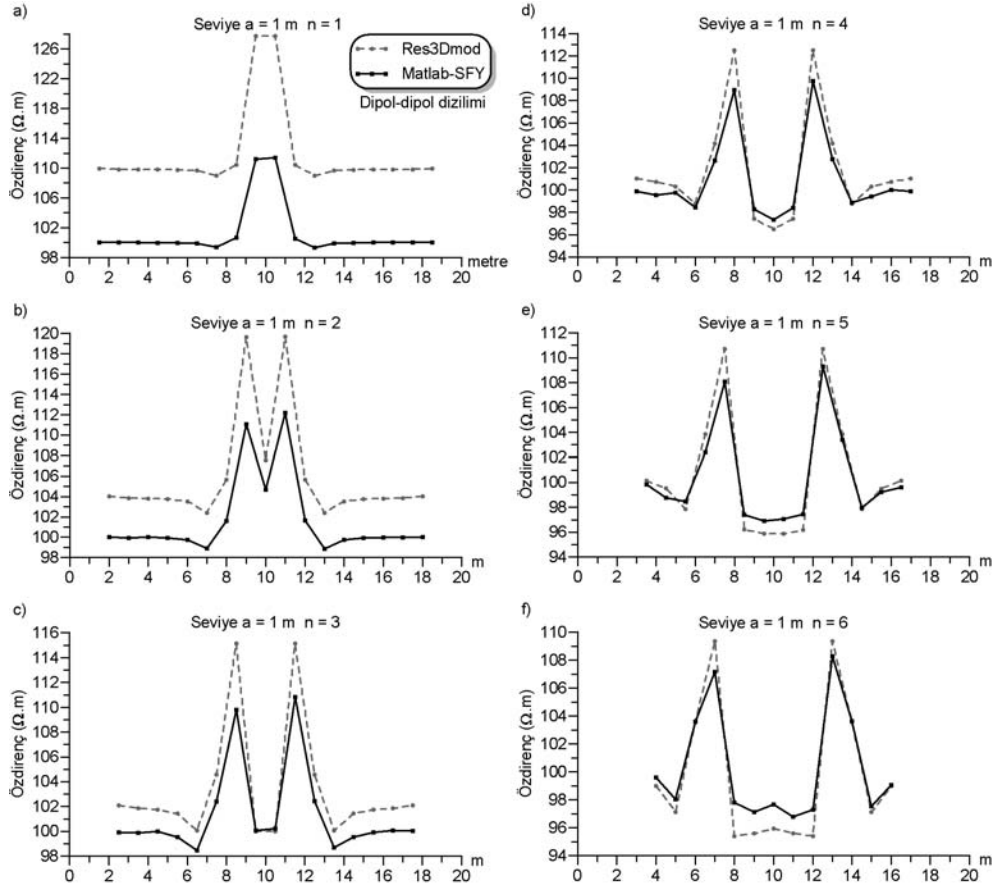 a)
Seviye a = 1 m n = 1
Özdirenç (Ω.m)
126
122
118
114
110
106
102
98
0 2 4 6 8 10 12 14 16 18 20 metre
Res3Dmod
Matlab-SFY
Dipol-dipol dizilimi
b)
Seviye a = 1 m n = 2
Özdirenç (Ω.m)
120
118
116
114
112
110
108
106
104
102
100
98
0 2 4 6 8 10 12 14 16 18 20 m
c)
Seviye a = 1 m n = 3
Özdirenç (Ω.m)
116
114
112
110
108
106
104
102
100
98
0 2 4 6 8 10 12 14 16 18 20 m
d)
Seviye a = 1 m n = 4
Özdirenç (Ω.m)
114
112
110
108
106
104
102
100
98
96
94
0 2 4 6 8 10 12 14 16 18 20 m
e)
Seviye a = 1 m n = 5
Özdirenç (Ω.m)
112
110
108
106
104
102
100
98
96
94
0 2 4 6 8 10 12 14 16 18 20 m
f)
Seviye a = 1 m n = 6
Özdirenç (Ω.m)
110
108
106
104
102
100
98
96
94
0 2 4 6 8 10 12 14 16 18 20 m